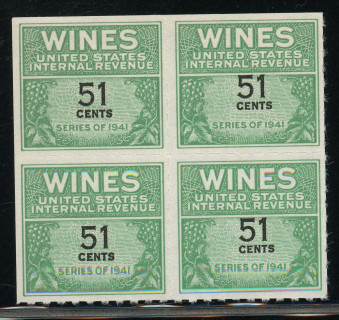 WINES
UNITED STATES
INTERNAL REVENUE
51
CENTS
SERIES OF 1941
WINES
UNITED STATES
INTERNAL REVENUE
51
CENTS
SERIES OF 1941
WINES
UNITED STATES
INTERNAL REVENUE
51
CENTS
SERIES OF 1941
WINES
UNITED STATES
INTERNAL REVENUE
51
CENTS
SERIES OF 1941